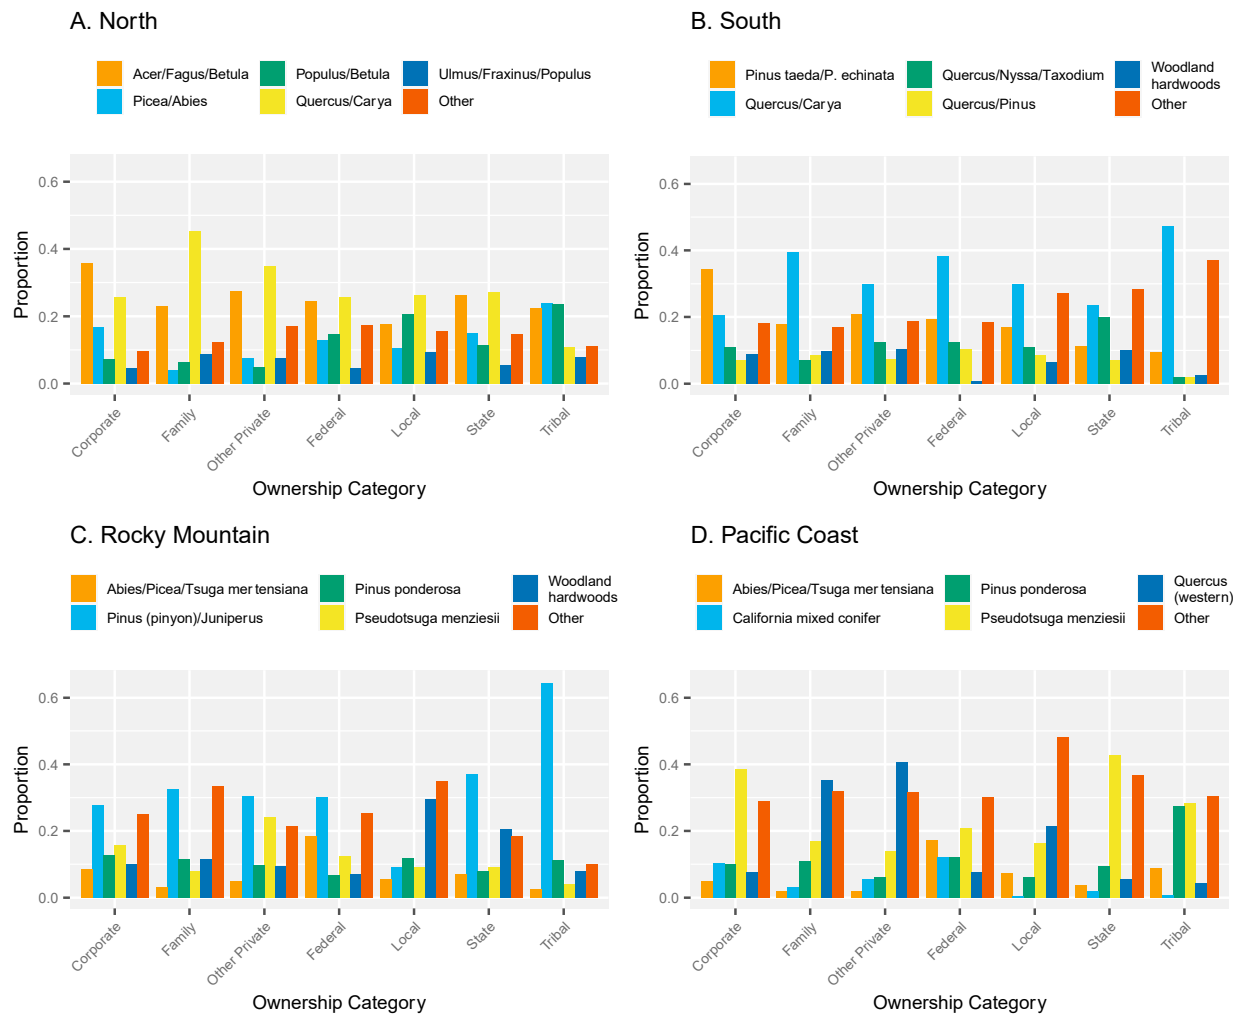 A. North
Acer/Fagus/Betula
Populus/Betula
Ulmus/Fraxinus/Populus
Picea/Abies
Quercus/Carya
Other
Proportion
0.6
0.4
0.2
0.0
Corporate
Family
Other Private
Federal
Local
State
Tribal
Ownership Category
B. South
Pinus taeda/P. echinata
Quercus/Nyssa/Taxodium
Woodland
hardwoods
Quercus/Carya
Quercus/Pinus
Other
Proportion
0.6
0.4
0.2
0.0
Corporate
Family
Other Private
Federal
Local
State
Tribal
Ownership Category
C. Rocky Mountain
Abies/Picea/Tsuga mertensiana
Pinus ponderosa
Woodland
hardwoods
Pinus (pinyon)/Juniperus
Pseudotsuga menziesii
Other
Proportion
0.6
0.4
0.2
0.0
Corporate
Family
Other Private
Federal
Local
State
Tribal
Ownership Category
D. Pacific Coast
Abies/Picea/Tsuga mertensiana
Pinus ponderosa
Quercus
(western)
California mixed conifer
Pseudotsuga menziesii
Other
Proportion
0.6
0.4
0.2
0.0
Corporate
Family
Other Private
Federal
Local
State
Tribal
Ownership Category